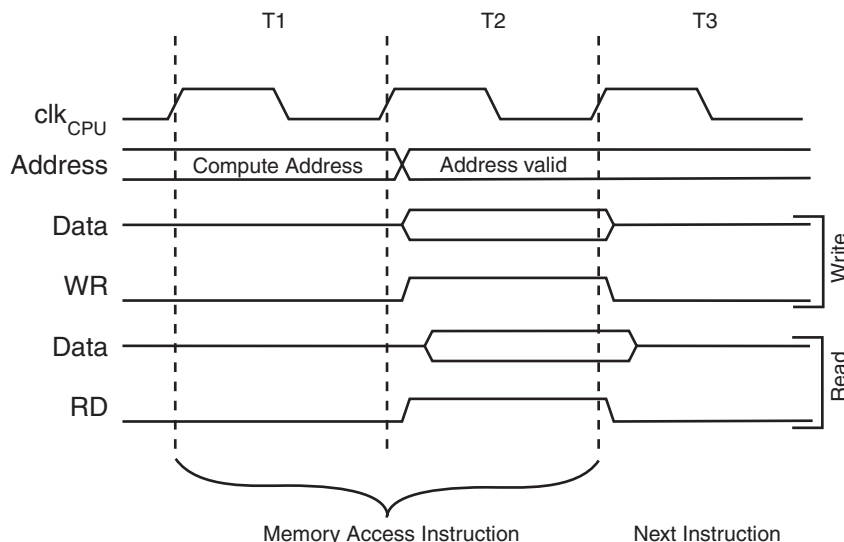 T1 T2 T3
clkCPU
Address Compute Address Address valid
Data
WR
Write
Data
RD
Read
Memory Access Instruction Next Instruction